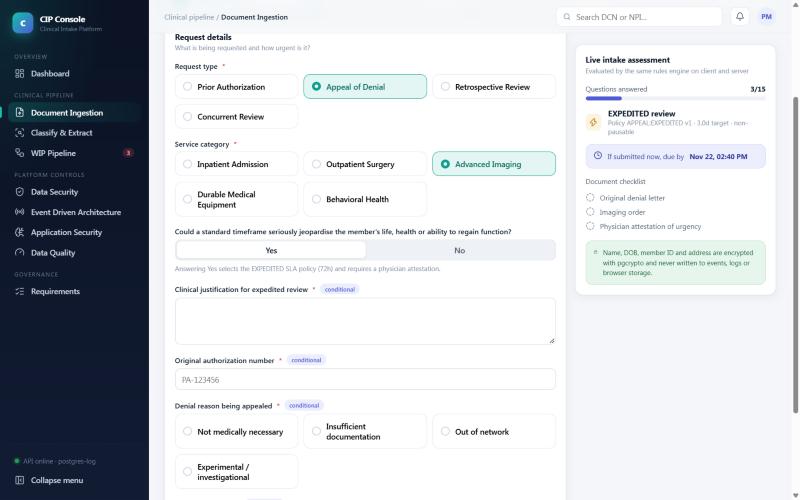 C
CIP Console
Clinical Intake Platform
OVERVIEW
Dashboard
CLINICAL PIPELINE
Document Ingestion
Classify & Extract
WIP Pipeline
3
PLATFORM CONTROLS
Data Security
Event Driven Architecture
Application Security
Data Quality
GOVERNANCE
Requirements
API online · postgres-log
Collapse menu
Clinical pipeline / Document Ingestion
Search DCN or NPI...
PM
Request details
What is being requested and how urgent is it?
Request type *
Prior Authorization
Appeal of Denial
Retrospective Review
Concurrent Review
Service category *
Inpatient Admission
Outpatient Surgery
Advanced Imaging
Durable Medical
Equipment
Behavioral Health
Could a standard timeframe seriously jeopardise the member's life, health or ability to regain function?
Yes
No
Answering Yes selects the EXPEDITED SLA policy (72h) and requires a physician attestation.
Clinical justification for expedited review * conditional
Original authorization number * conditional
PA-123456
Denial reason being appealed * conditional
Not medically necessary
Insufficient
documentation
Out of network
Experimental /
investigational
Live intake assessment
Evaluated by the same rules engine on client and server
Questions answered
3/15
EXPEDITED review
Policy APPEAL:EXPEDITED v1 · 3.0d target · non-
pausable
If submitted now, due by Nov 22, 02:40 PM
Document checklist
Original denial letter
Imaging order
Physician attestation of urgency
Name, DOB, member ID and address are encrypted
with pgcrypto and never written to events, logs or
browser storage.